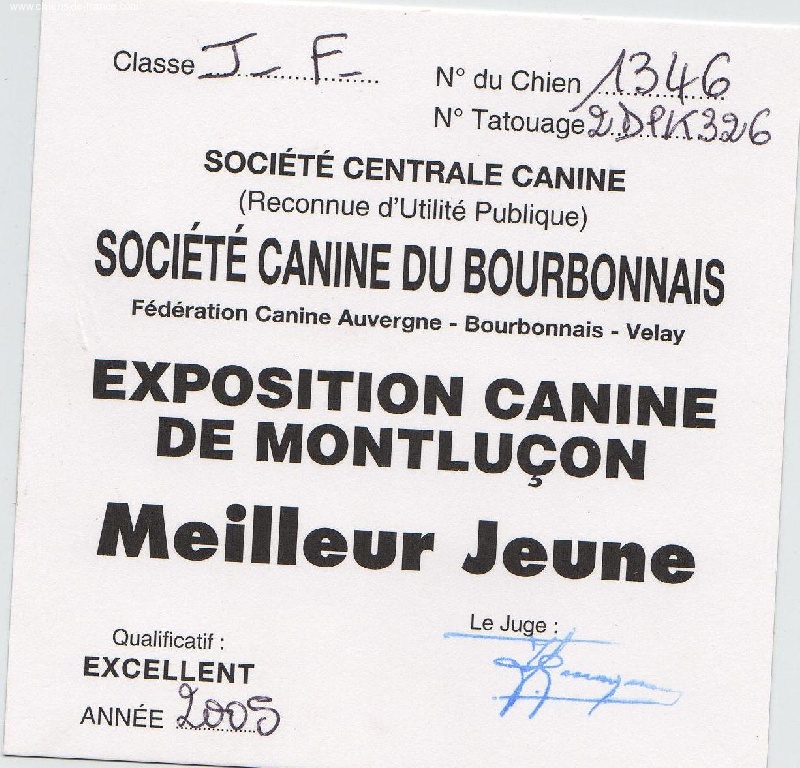 Classe J F
N° du Chien 1346
N° Tatouage 2DPK326
SOCIÉTÉ CENTRALE CANINE
(Reconnue d'Utilité Publique)
SOCIÉTÉ CANINE DU BOURBONNAIS
Fédération Canine Auvergne - Bourbonnais - Velay
EXPOSITION CANINE
DE MONTLUÇON
Meilleur Jeune
Qualificatif :
EXCELLENT
ANNÉE 2005
Le Juge :